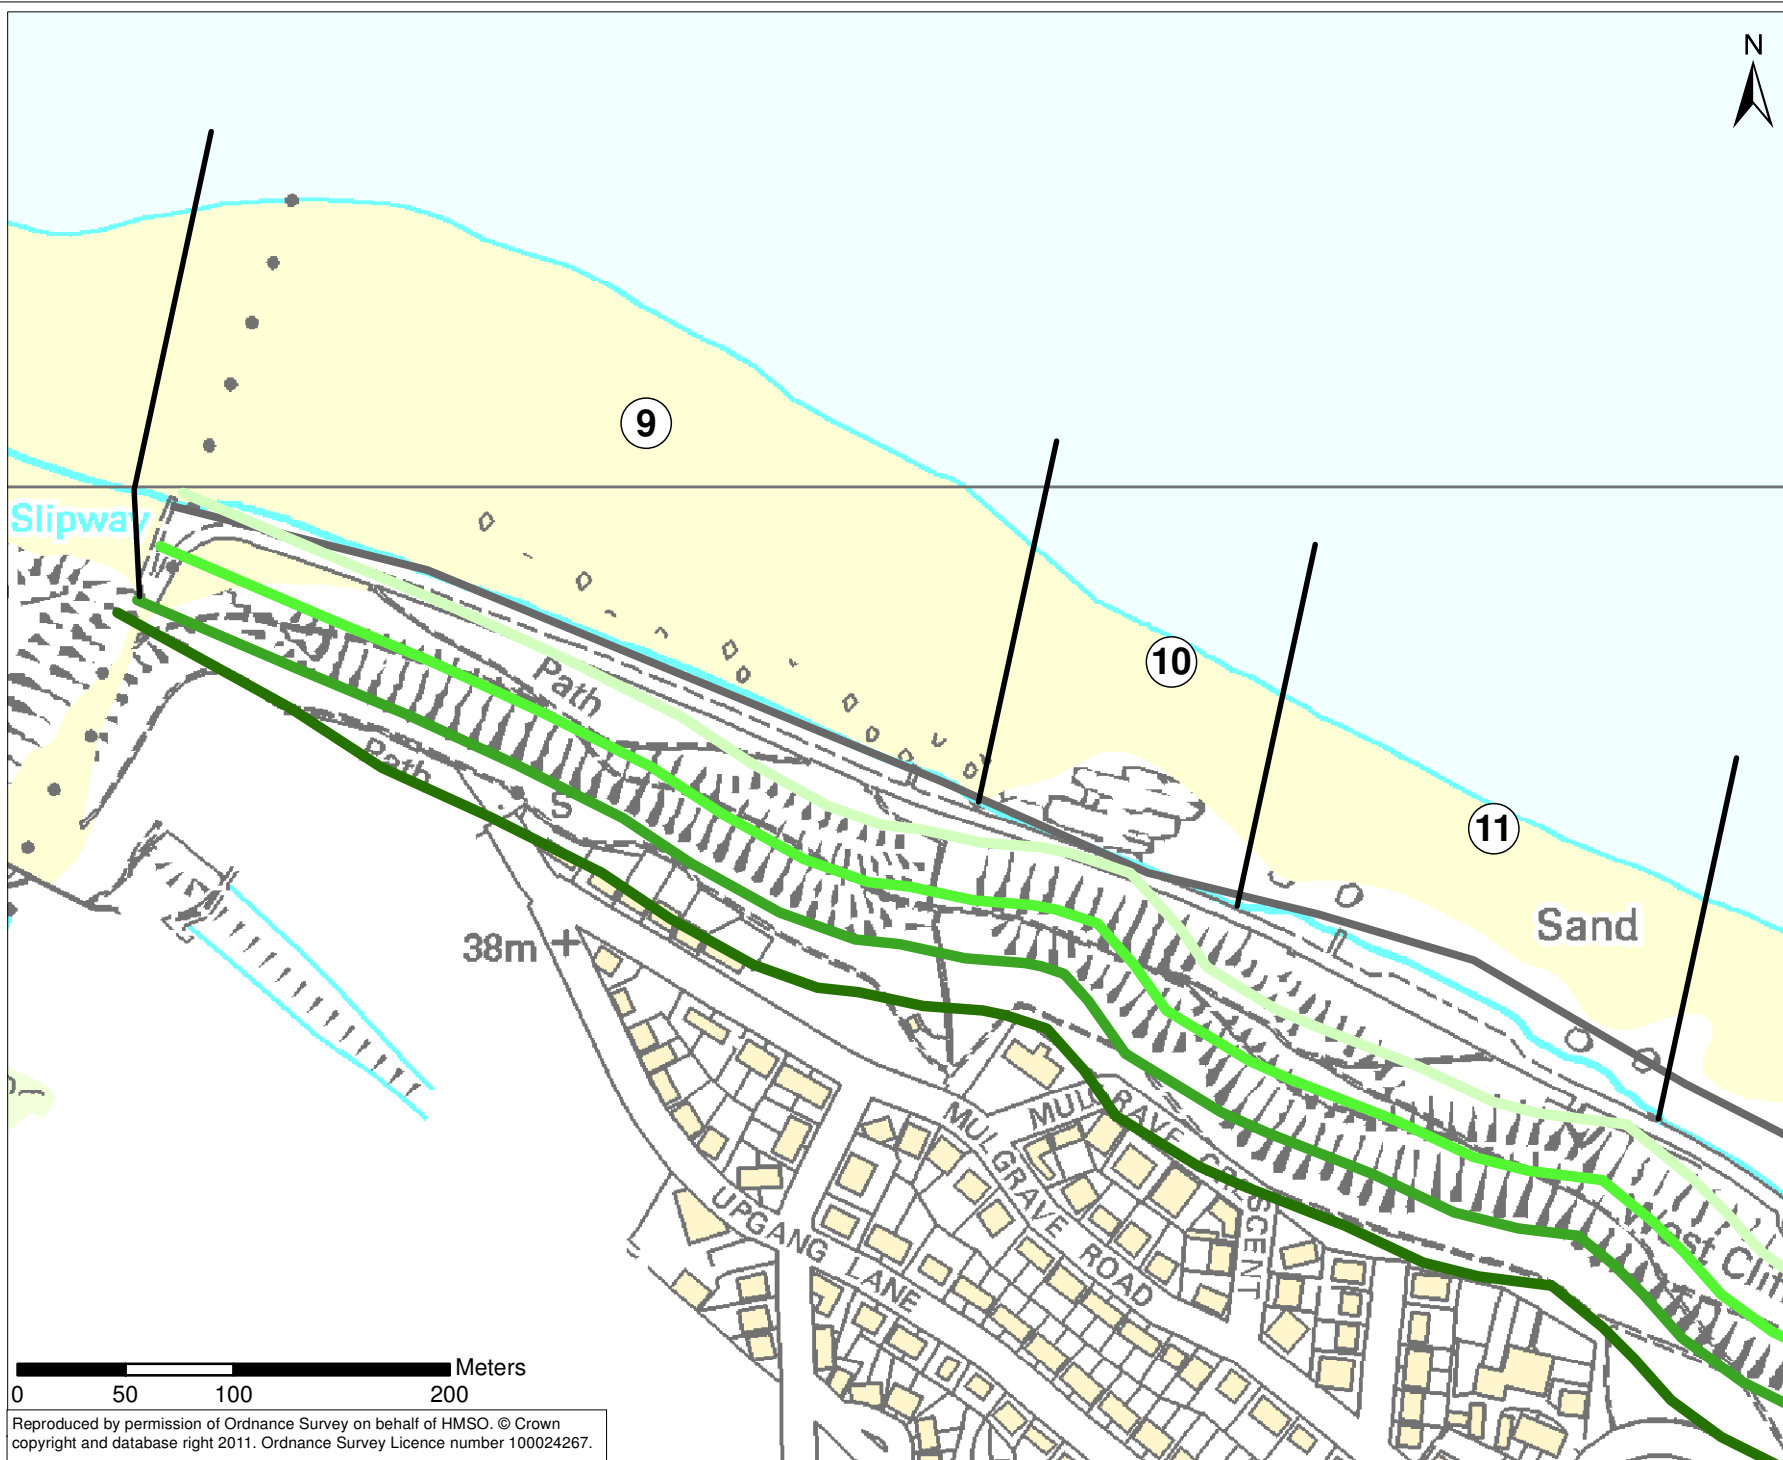 N
9
Slipway
Path
10
11
Path
S
Sand
38m
MULGRAVE CRESCENT
MULGRAVE ROAD
UPGANG LANE
West Cliff
Meters
0 50 100 200
Reproduced by permission of Ordnance Survey on behalf of HMSO. © Crown
copyright and database right 2011. Ordnance Survey Licence number 100024267.